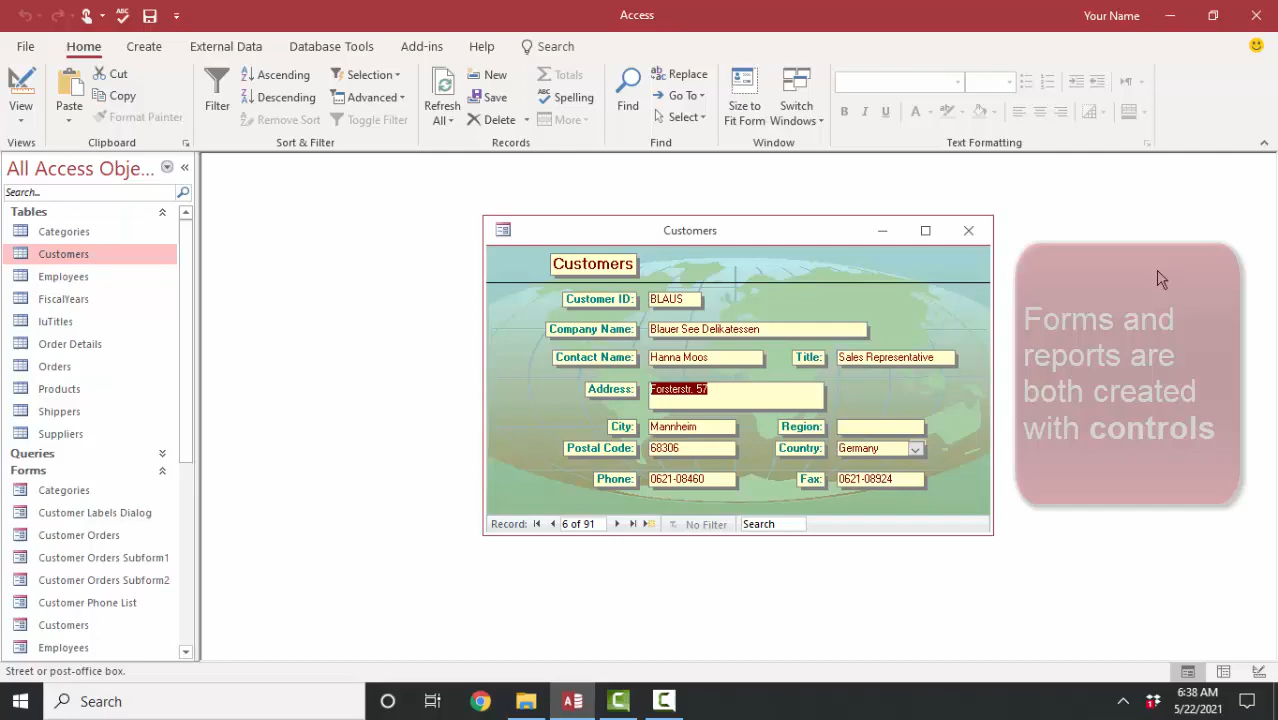 Access
Your Name
File Home Create External Data Database Tools Add-ins Help Search
View
Views
Paste
Cut
Copy
Format Painter
Clipboard
Filter
Ascending
Descending
Remove Sort
Selection
Advanced
Toggle Filter
Sort & Filter
Refresh
All
New
Save
Delete
Totals
Spelling
More
Records
Find
Replace
Go To
Select
Find
Size to
Fit Form
Switch
Windows
Window
B I U A
Text Formatting
All Access Obje...
Search...
Tables
Categories
Customers
Employees
FiscalYears
luTitles
Order Details
Orders
Products
Shippers
Suppliers
Queries
Forms
Categories
Customer Labels Dialog
Customer Orders
Customer Orders Subform1
Customer Orders Subform2
Customer Phone List
Customers
Employees
Customers
Customers
Customer ID: BLAUS
Company Name: Blauer See Delikatessen
Contact Name: Hanna Moos Title: Sales Representative
Address: Forsterstr. 57
City: Mannheim Region:
Postal Code: 68306 Country: Germany
Phone: 0621-08460 Fax: 0621-08924
Record: 6 of 91 No Filter Search
Forms and
reports are
both created
with controls
Street or post-office box.
Search
6:38 AM
5/22/2021